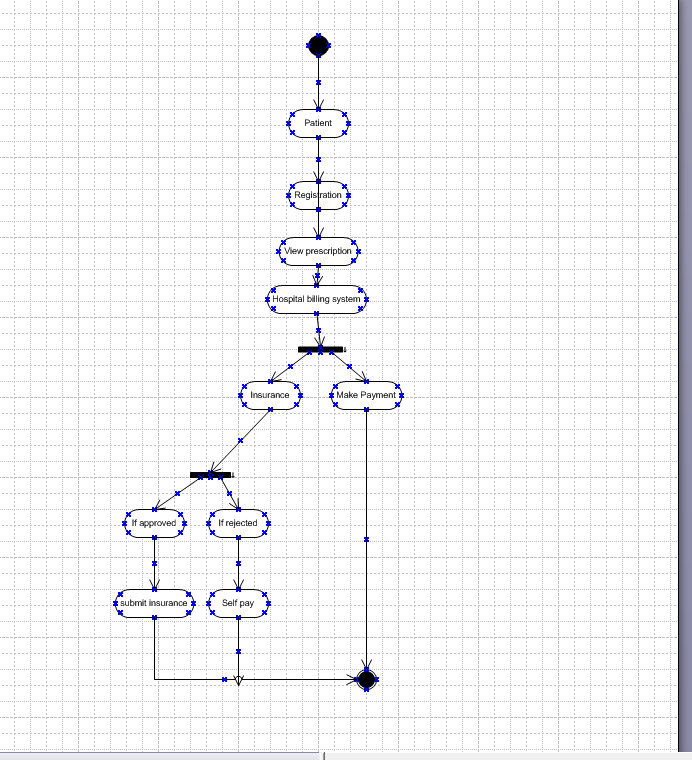 Patient
Registration
View prescription
Hospital billing system
Insurance
Make Payment
If approved
If rejected
submit insurance
Self pay